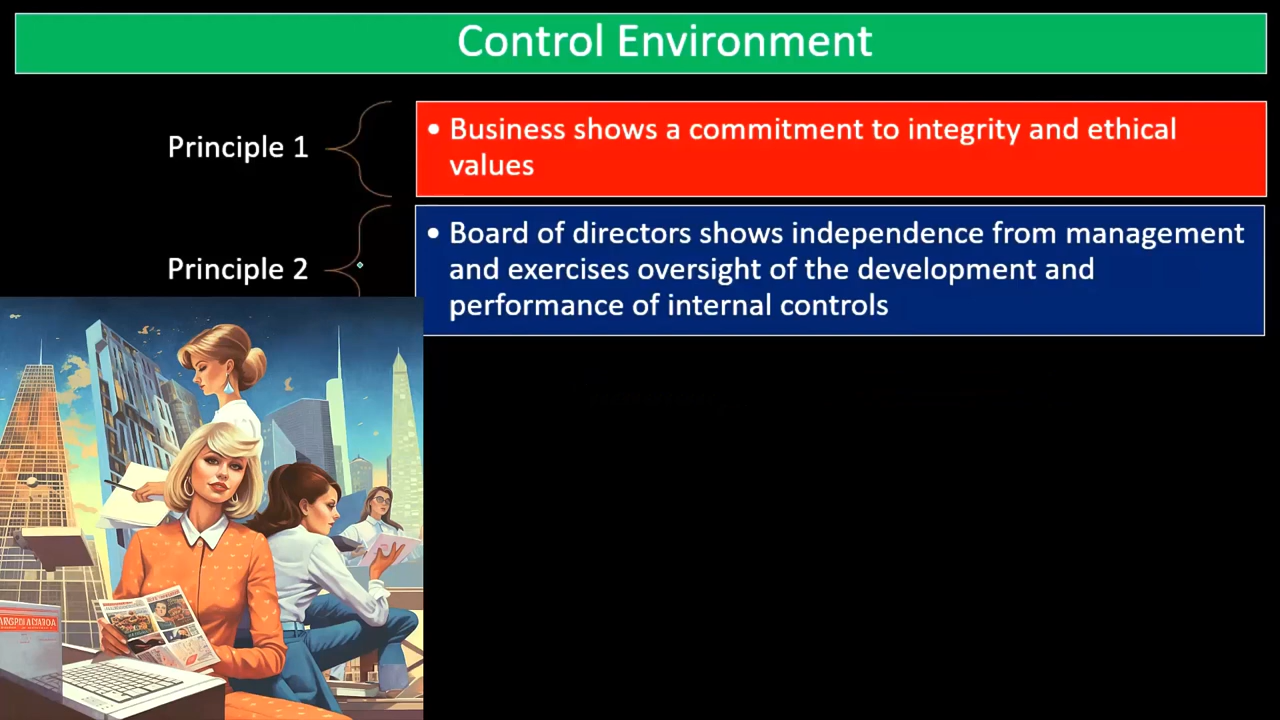 Control Environment
Principle 1
• Business shows a commitment to integrity and ethical
values
Principle 2
• Board of directors shows independence from management
and exercises oversight of the development and
performance of internal controls